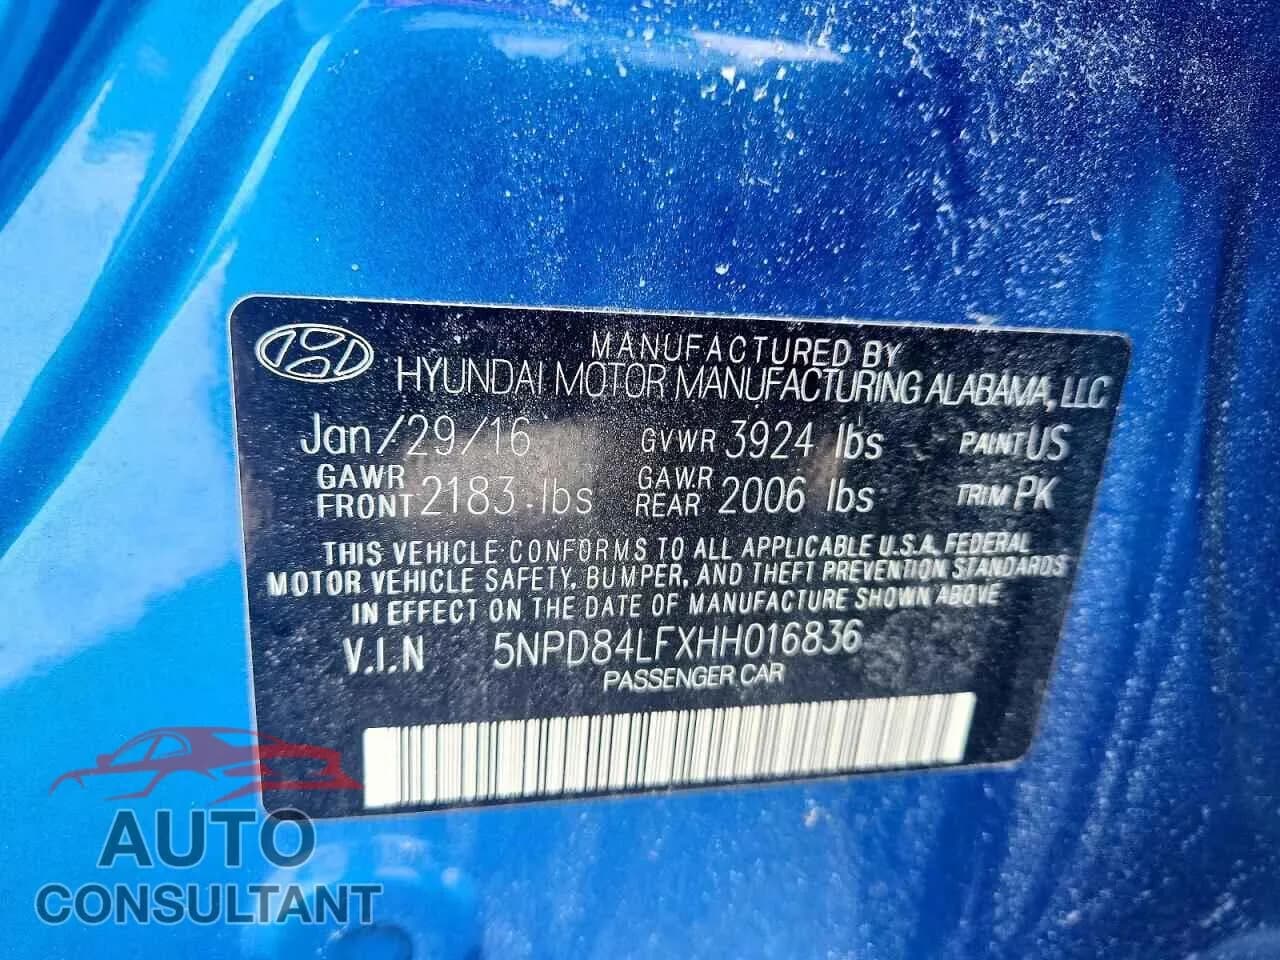 MANUFACTURED BY
HYUNDAI MOTOR MANUFACTURING ALABAMA, LLC
Jan/29/16 GVWR 3924 lbs PAINT US
GAWR FRONT 2183 lbs GAWR REAR 2006 lbs TRIM PK
THIS VEHICLE CONFORMS TO ALL APPLICABLE U.S.A. FEDERAL
MOTOR VEHICLE SAFETY, BUMPER, AND THEFT PREVENTION STANDARDS
IN EFFECT ON THE DATE OF MANUFACTURE SHOWN ABOVE
V.I.N 5NPD84LFXHH016836
PASSENGER CAR
AUTO
CONSULTANT